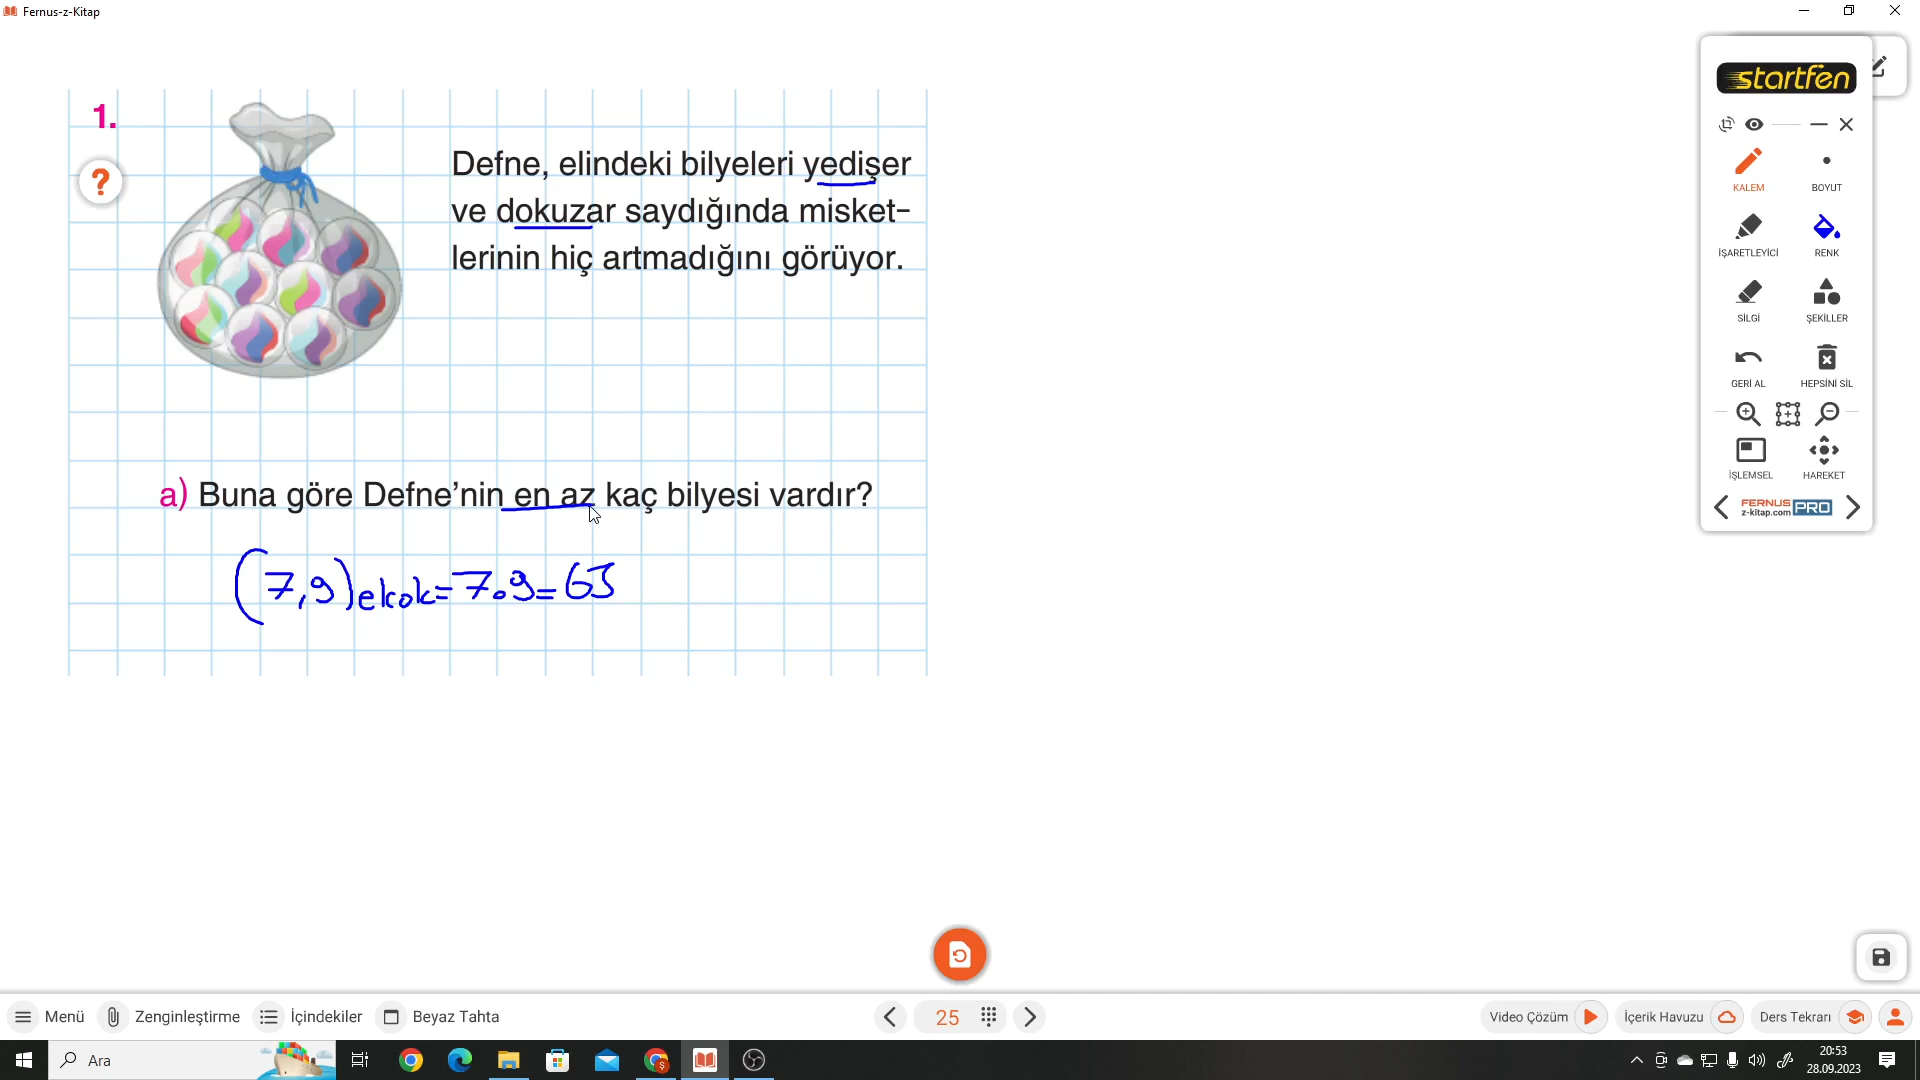 Fernus-z-Kitap
startfen
1.
?
Defne, elindeki bilyeleri yedişer
ve dokuzar saydığında misket-
lerinin hiç artmadığını görüyor.
a) Buna göre Defne'nin en az kaç bilyesi vardır?
(7,9)ekok=7.9=63
KALEM
BOYUT
İŞARETLEYİCİ
RENK
SİLGİ
ŞEKİLLER
GERİ AL
HEPSİNİ SİL
İŞLEMSEL
HAREKET
FERNUS
z-kitap.com PRO
Menü
Zenginleştirme
İçindekiler
Beyaz Tahta
25
Video Çözüm
İçerik Havuzu
Ders Tekrarı
Ara
20:53
28.09.2023